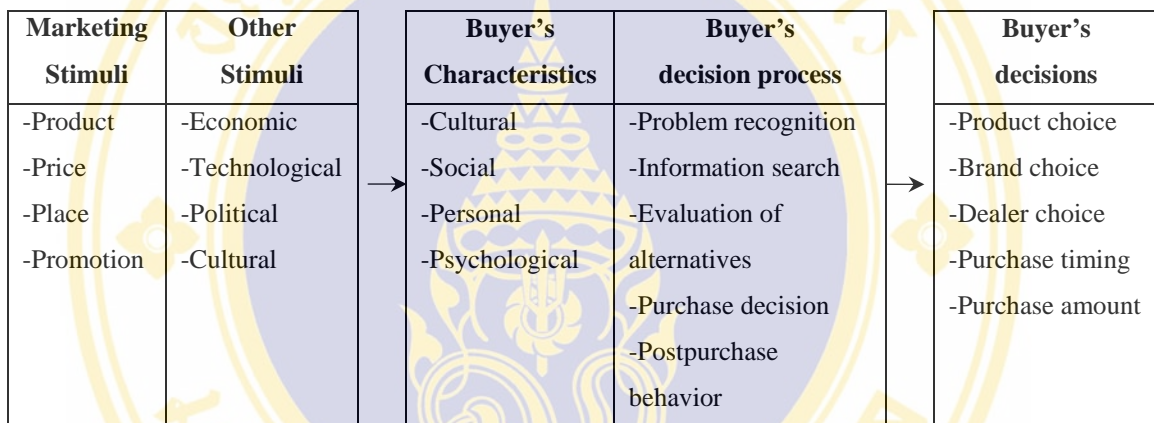 Marketing
Stimuli
-Product
-Price
-Place
-Promotion
Other
Stimuli
-Economic
-Technological
-Political
-Cultural
Buyer's
Characteristics
-Cultural
-Social
-Personal
-Psychological
Buyer's
decision process
-Problem recognition
-Information search
-Evaluation of
alternatives
-Purchase decision
-Postpurchase
behavior
Buyer's
decisions
-Product choice
-Brand choice
-Dealer choice
-Purchase timing
-Purchase amount